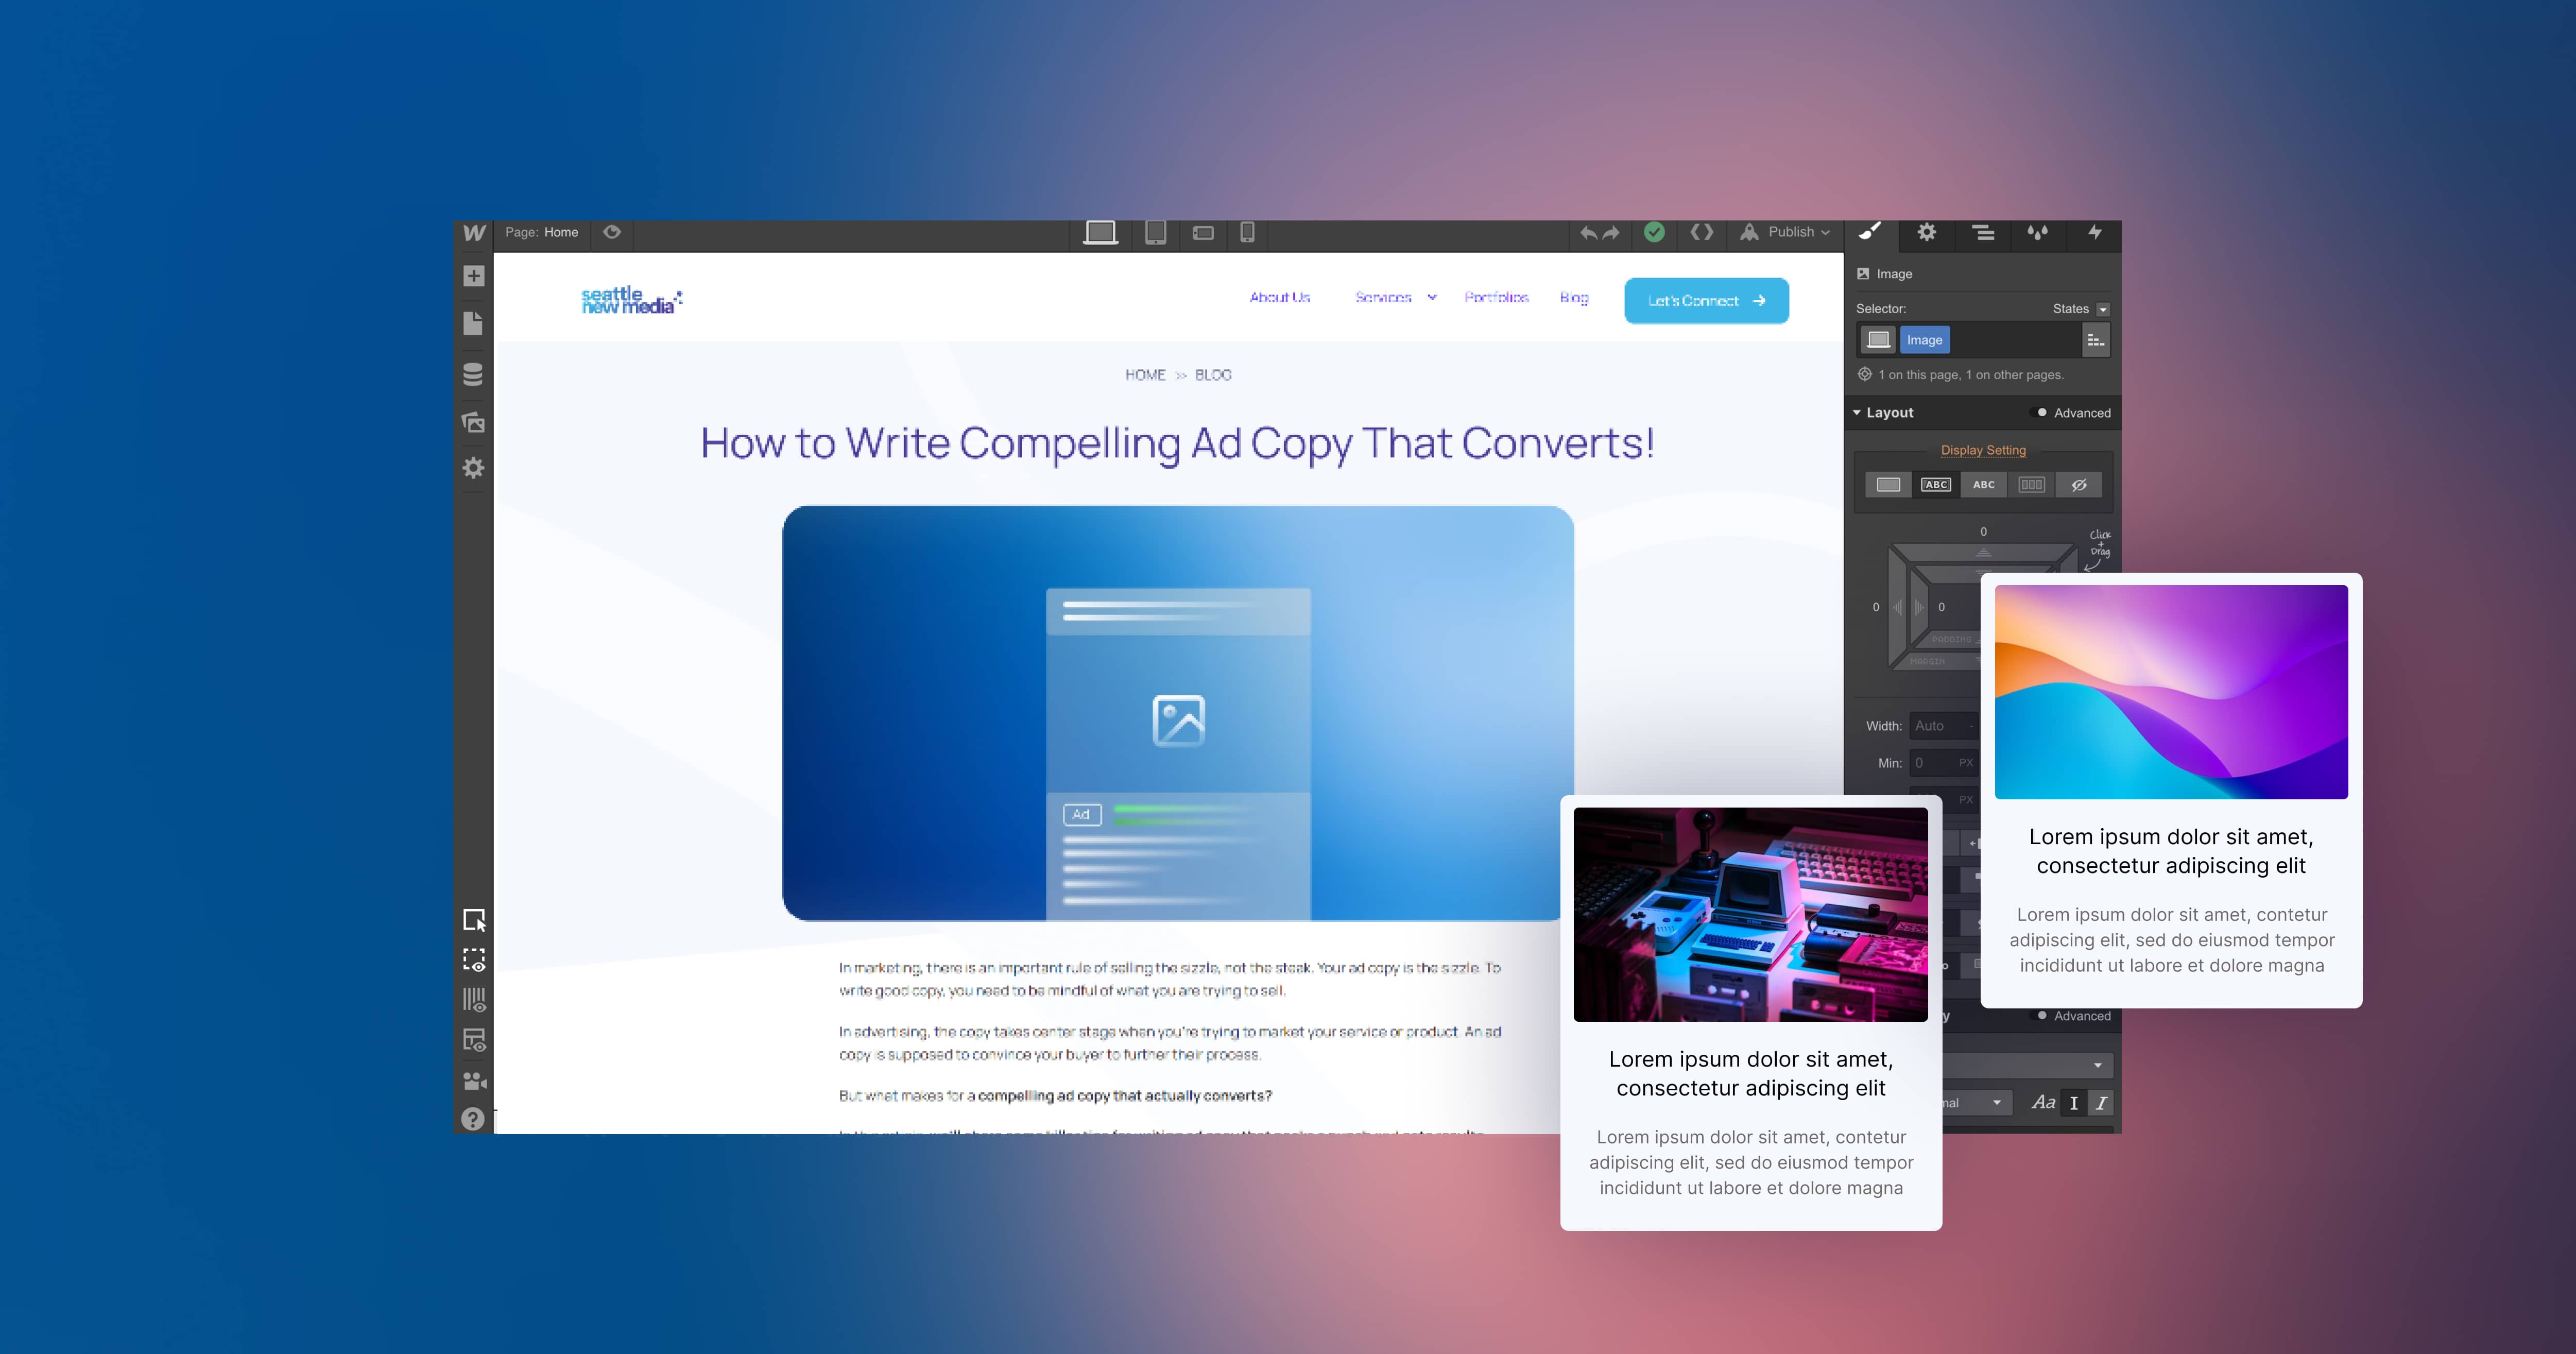 Page: Home
Publish
seattle
new media
About Us
Services
Portfolios
Blog
Let's Connect
HOME >> BLOG
How to Write Compelling Ad Copy That Converts!
Ad
In marketing, there is an important rule of selling the sizzle, not the steak. Your ad copy is the sizzle. To
write good copy, you need to be mindful of what you are trying to sell.
In advertising, the copy takes center stage when you're trying to market your service or product. An ad
copy is supposed to convince your buyer to further their process.
But what makes for a compelling ad copy that actually converts?
Image
Selector:
States
Image
1 on this page, 1 on other pages.
Layout
Advanced
Display Setting
ABC
ABC
0
Click
+
Drag
0
0
PADDING
MARGIN
Width: Auto -
Min: 0 PX
PX
Advanced
Aa I I
Lorem ipsum dolor sit amet,
consectetur adipiscing elit
Lorem ipsum dolor sit amet, contetur
adipiscing elit, sed do eiusmod tempor
incididunt ut labore et dolore magna
Lorem ipsum dolor sit amet,
consectetur adipiscing elit
Lorem ipsum dolor sit amet, contetur
adipiscing elit, sed do eiusmod tempor
incididunt ut labore et dolore magna